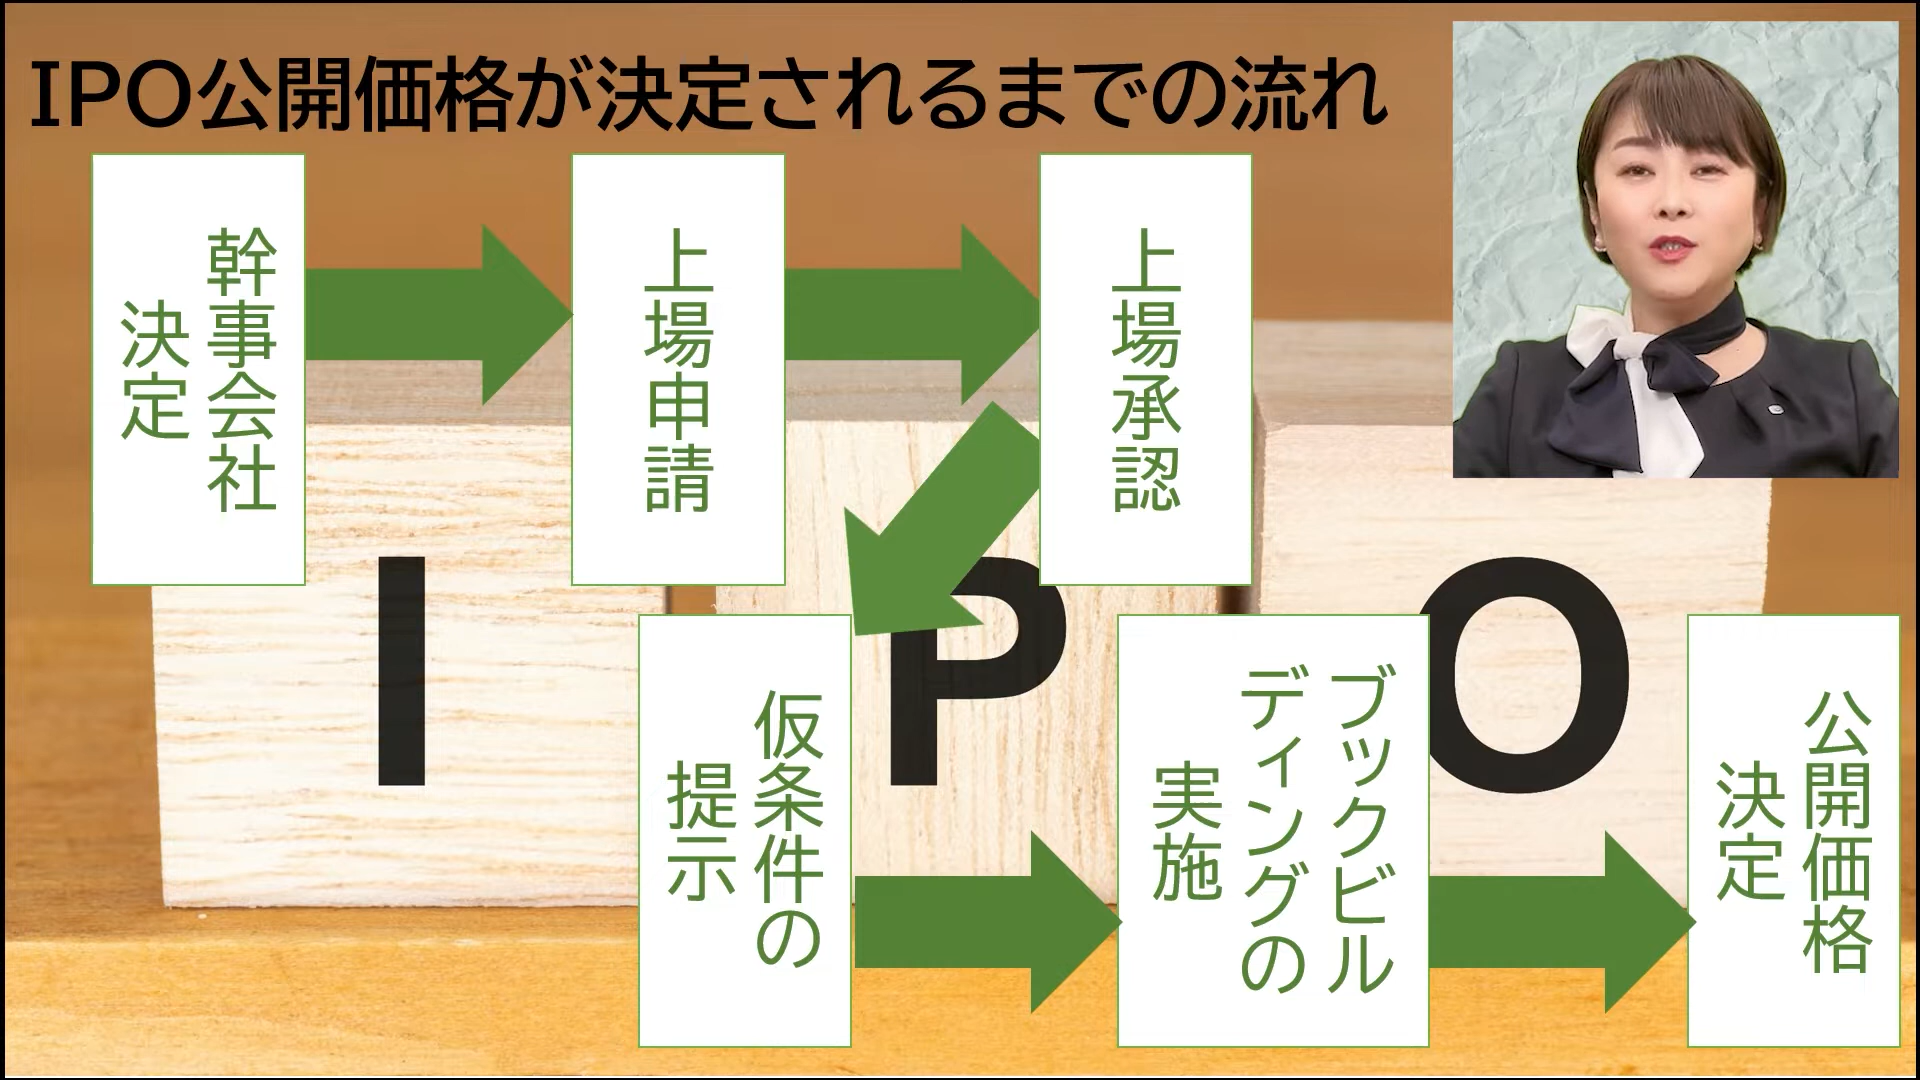 IPO公開価格が決定されるまでの流れ
幹事会社
決定
上場申請
上場承認
仮条件の
提示
ブックビル
ディングの
実施
公開価格
決定
I P O